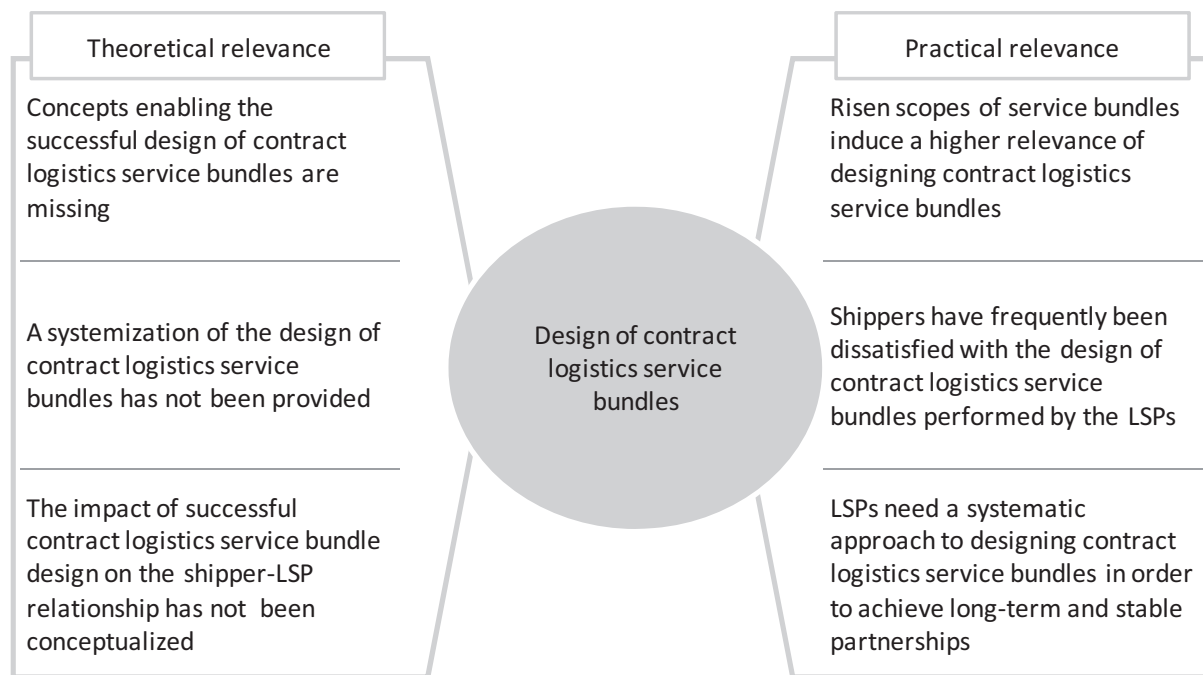 Theoretical relevance
Concepts enabling the
successful design of contract
logistics service bundles are
missing
A systemization of the design of
contract logistics service
bundles has not been provided
The impact of successful
contract logistics service bundle
design on the shipper-LSP
relationship has not been
conceptualized
Design of contract
logistics service
bundles
Practical relevance
Risen scopes of service bundles
induce a higher relevance of
designing contract logistics
service bundles
Shippers have frequently been
dissatisfied with the design of
contract logistics service
bundles performed by the LSPs
LSPs need a systematic
approach to designing contract
logistics service bundles in order
to achieve long-term and stable
partnerships